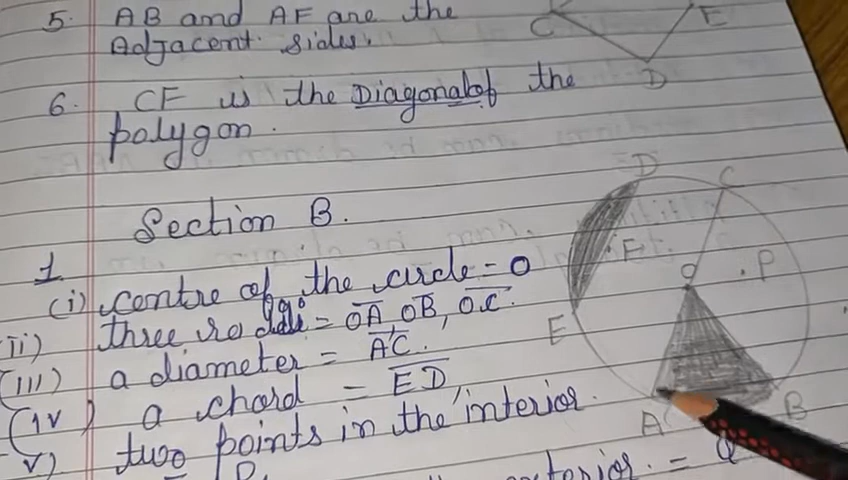 5. AB and AF are the
Adjacent sides.
6. CF is the Diagonal of the
polygon.
C E
D
Section B.
1
(i) centre of the circle = O
ii) three radii = OA OB, OC.
(iii) a diameter = AC.
(iv) a chord = ED,
v) two points in the interior.
P
= Q
D C
F O P
E
A B